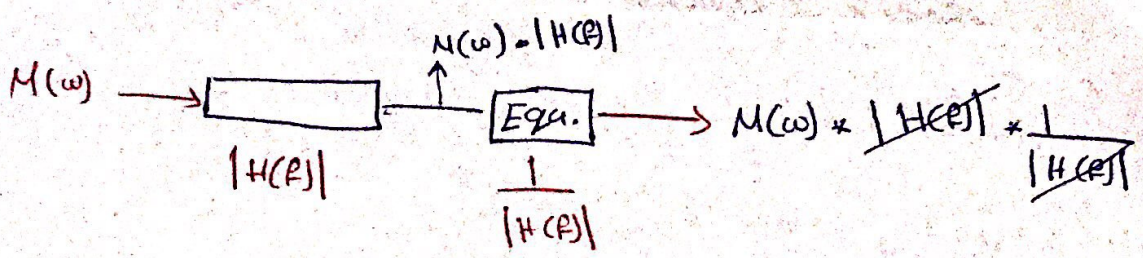 M(ω) · |H(f)|
M(ω) → [ ] Equ. → M(ω) * |H(f)| * 1/|H(f)|
|H(f)| 1/|H(f)|